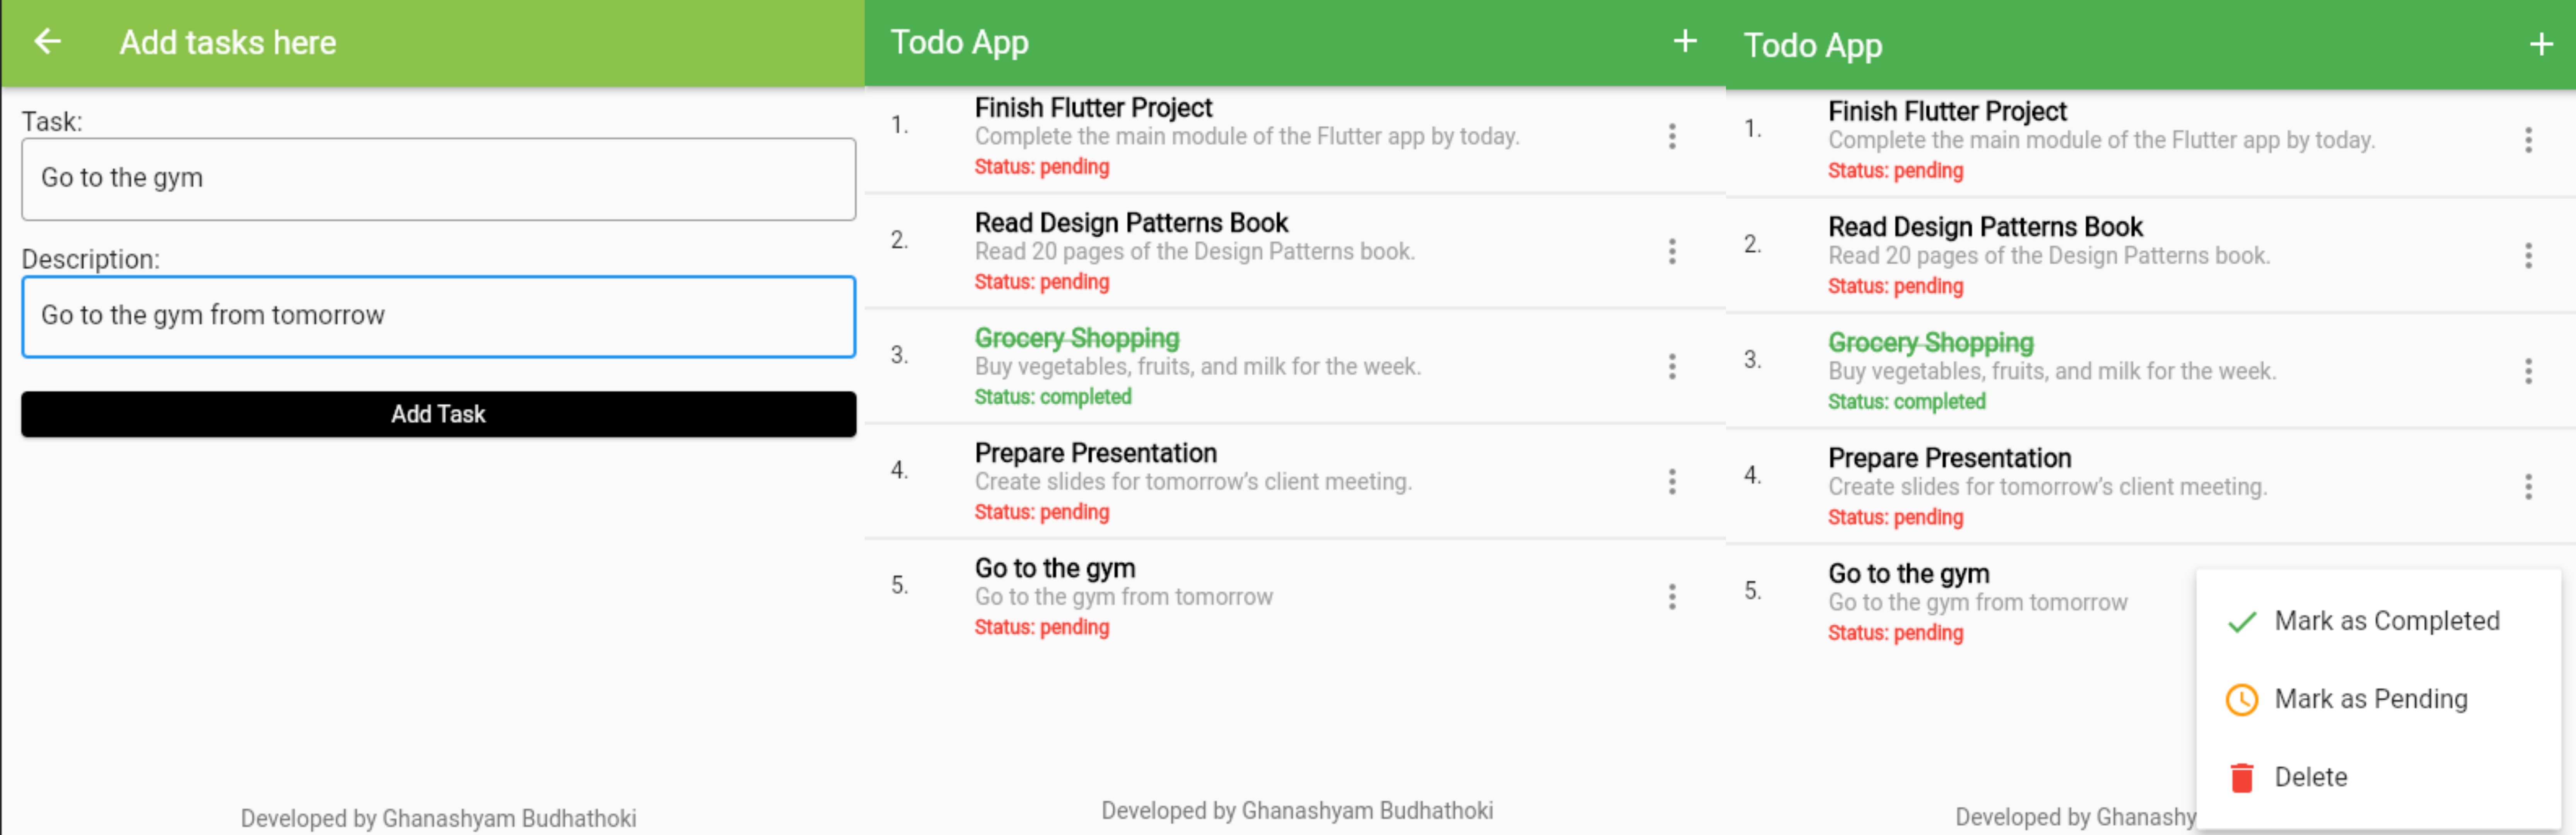 Add tasks here
Task:
Go to the gym
Description:
Go to the gym from tomorrow
Add Task
Developed by Ghanashyam Budhathoki
Todo App
1.
Finish Flutter Project
Complete the main module of the Flutter app by today.
Status: pending
2.
Read Design Patterns Book
Read 20 pages of the Design Patterns book.
Status: pending
3.
Grocery Shopping
Buy vegetables, fruits, and milk for the week.
Status: completed
4.
Prepare Presentation
Create slides for tomorrow’s client meeting.
Status: pending
5.
Go to the gym
Go to the gym from tomorrow
Status: pending
Developed by Ghanashyam Budhathoki
Todo App
1.
Finish Flutter Project
Complete the main module of the Flutter app by today.
Status: pending
2.
Read Design Patterns Book
Read 20 pages of the Design Patterns book.
Status: pending
3.
Grocery Shopping
Buy vegetables, fruits, and milk for the week.
Status: completed
4.
Prepare Presentation
Create slides for tomorrow’s client meeting.
Status: pending
5.
Go to the gym
Go to the gym from tomorrow
Status: pending
Mark as Completed
Mark as Pending
Delete
Developed by Ghanashy